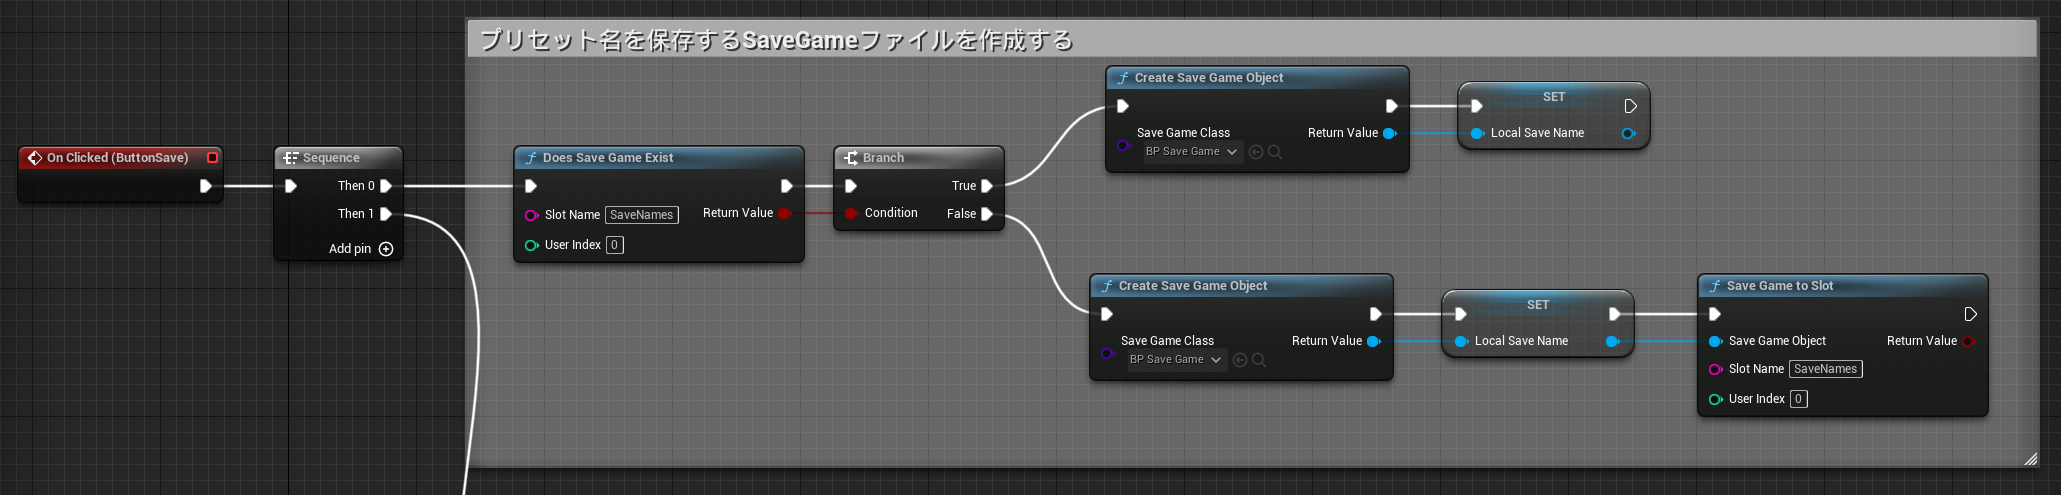 プリセット名を保存するSaveGameファイルを作成する
On Clicked (ButtonSave)
Sequence
Then 0
Then 1
Add pin
Does Save Game Exist
Slot Name SaveNames
Return Value
User Index 0
Branch
True
Condition
False
Create Save Game Object
Save Game Class
BP Save Game
Return Value
SET
Local Save Name
Create Save Game Object
Save Game Class
BP Save Game
Return Value
SET
Local Save Name
Save Game to Slot
Save Game Object
Return Value
Slot Name SaveNames
User Index 0